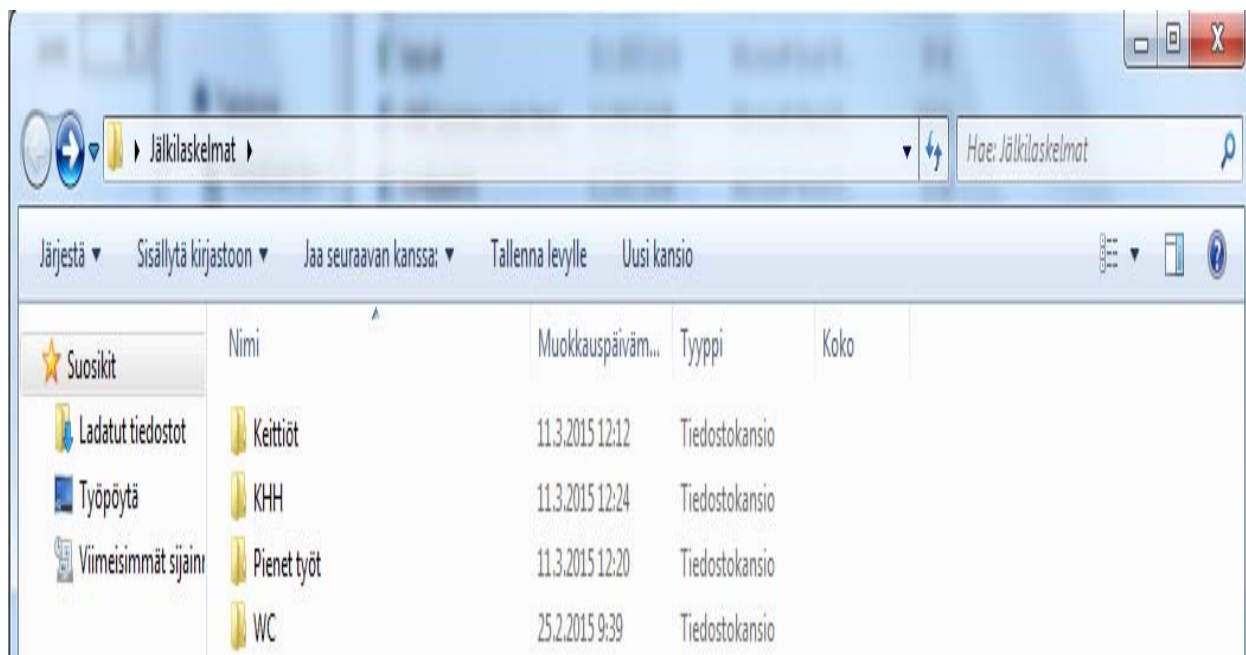 Jälkilaskelmat
Hae: Jälkilaskelmat
Järjestä Sisällytä kirjastoon Jaa seuraavan kanssa: Tallenna levylle Uusi kansio
Nimi Muokkauspäiväm... Tyyppi Koko
Suosikit
Ladatut tiedostot
Työpöytä
Viimeisimmät
Keittiöt 11.3.2015 12:12 Tiedostokansio
KHH 11.3.2015 12:24 Tiedostokansio
Pienet työt 11.3.2015 12:20 Tiedostokansio
WC 25.2.2015 9:39 Tiedostokansio